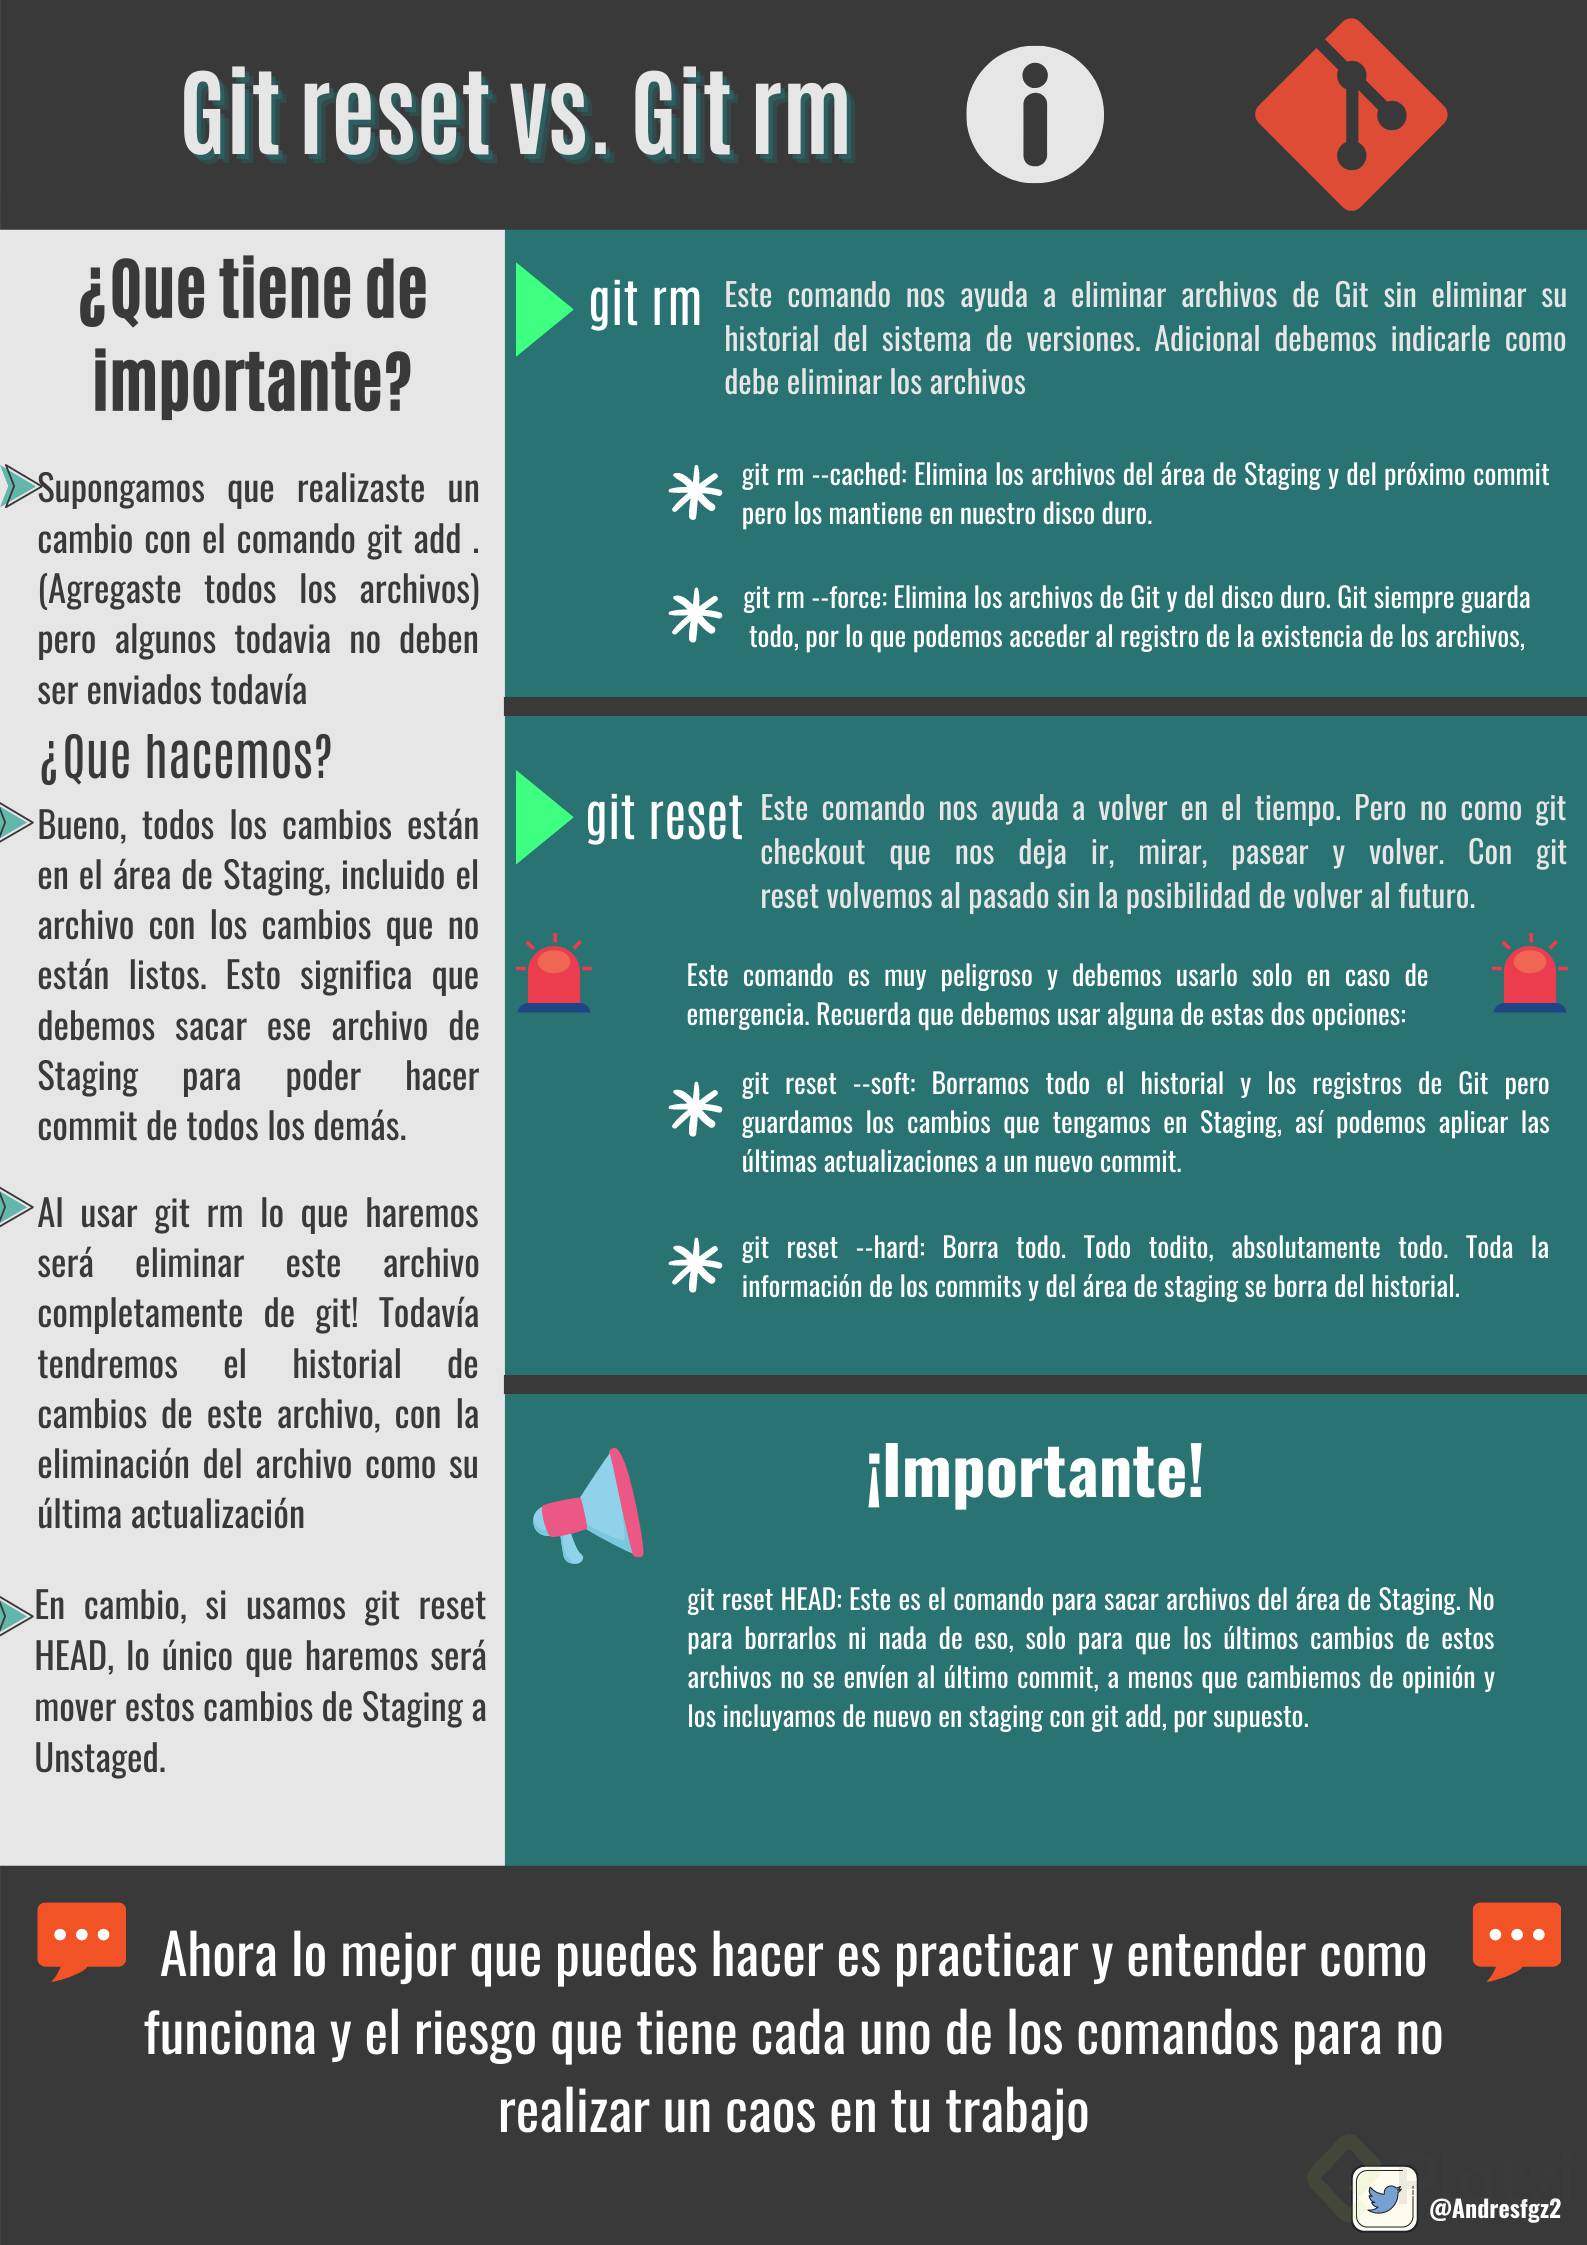 Git reset vs. Git rm
¿Que tiene de
importante?
Supongamos que realizaste un
cambio con el comando git add .
(Agregaste todos los archivos)
pero algunos todavia no deben
ser enviados todavía
¿Que hacemos?
Bueno, todos los cambios están
en el área de Staging, incluido el
archivo con los cambios que no
están listos. Esto significa que
debemos sacar ese archivo de
Staging para poder hacer
commit de todos los demás.
Al usar git rm lo que haremos
será eliminar este archivo
completamente de git! Todavía
tendremos el historial de
cambios de este archivo, con la
eliminación del archivo como su
última actualización
En cambio, si usamos git reset
HEAD, lo único que haremos será
mover estos cambios de Staging a
Unstaged.
git rm
Este comando nos ayuda a eliminar archivos de Git sin eliminar su
historial del sistema de versiones. Adicional debemos indicarle como
debe eliminar los archivos
git rm --cached: Elimina los archivos del área de Staging y del próximo commit
pero los mantiene en nuestro disco duro.
git rm --force: Elimina los archivos de Git y del disco duro. Git siempre guarda
todo, por lo que podemos acceder al registro de la existencia de los archivos,
git reset
Este comando nos ayuda a volver en el tiempo. Pero no como git
checkout que nos deja ir, mirar, pasear y volver. Con git
reset volvemos al pasado sin la posibilidad de volver al futuro.
Este comando es muy peligroso y debemos usarlo solo en caso de
emergencia. Recuerda que debemos usar alguna de estas dos opciones:
git reset --soft: Borramos todo el historial y los registros de Git pero
guardamos los cambios que tengamos en Staging, así podemos aplicar las
últimas actualizaciones a un nuevo commit.
git reset --hard: Borra todo. Todo todito, absolutamente todo. Toda la
información de los commits y del área de staging se borra del historial.
¡Importante!
git reset HEAD: Este es el comando para sacar archivos del área de Staging. No
para borrarlos ni nada de eso, solo para que los últimos cambios de estos
archivos no se envíen al último commit, a menos que cambiemos de opinión y
los incluyamos de nuevo en staging con git add, por supuesto.
Ahora lo mejor que puedes hacer es practicar y entender como
funciona y el riesgo que tiene cada uno de los comandos para no
realizar un caos en tu trabajo
@Andresfgz2